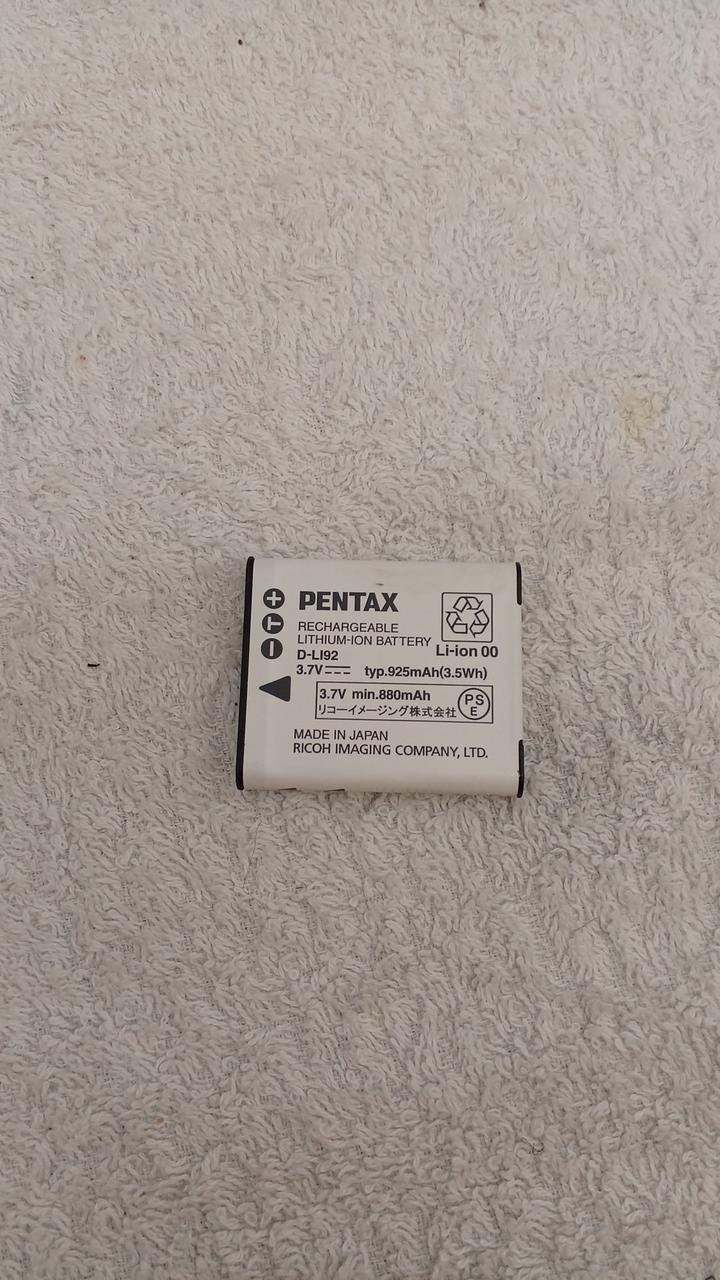 PENTAX
RECHARGEABLE
LITHIUM-ION BATTERY
D-LI92
Li-ion 00
3.7V⎓ typ.925mAh(3.5Wh)
3.7V min.880mAh
リコーイメージング株式会社
PS
E
MADE IN JAPAN
RICOH IMAGING COMPANY, LTD.
+
T
−